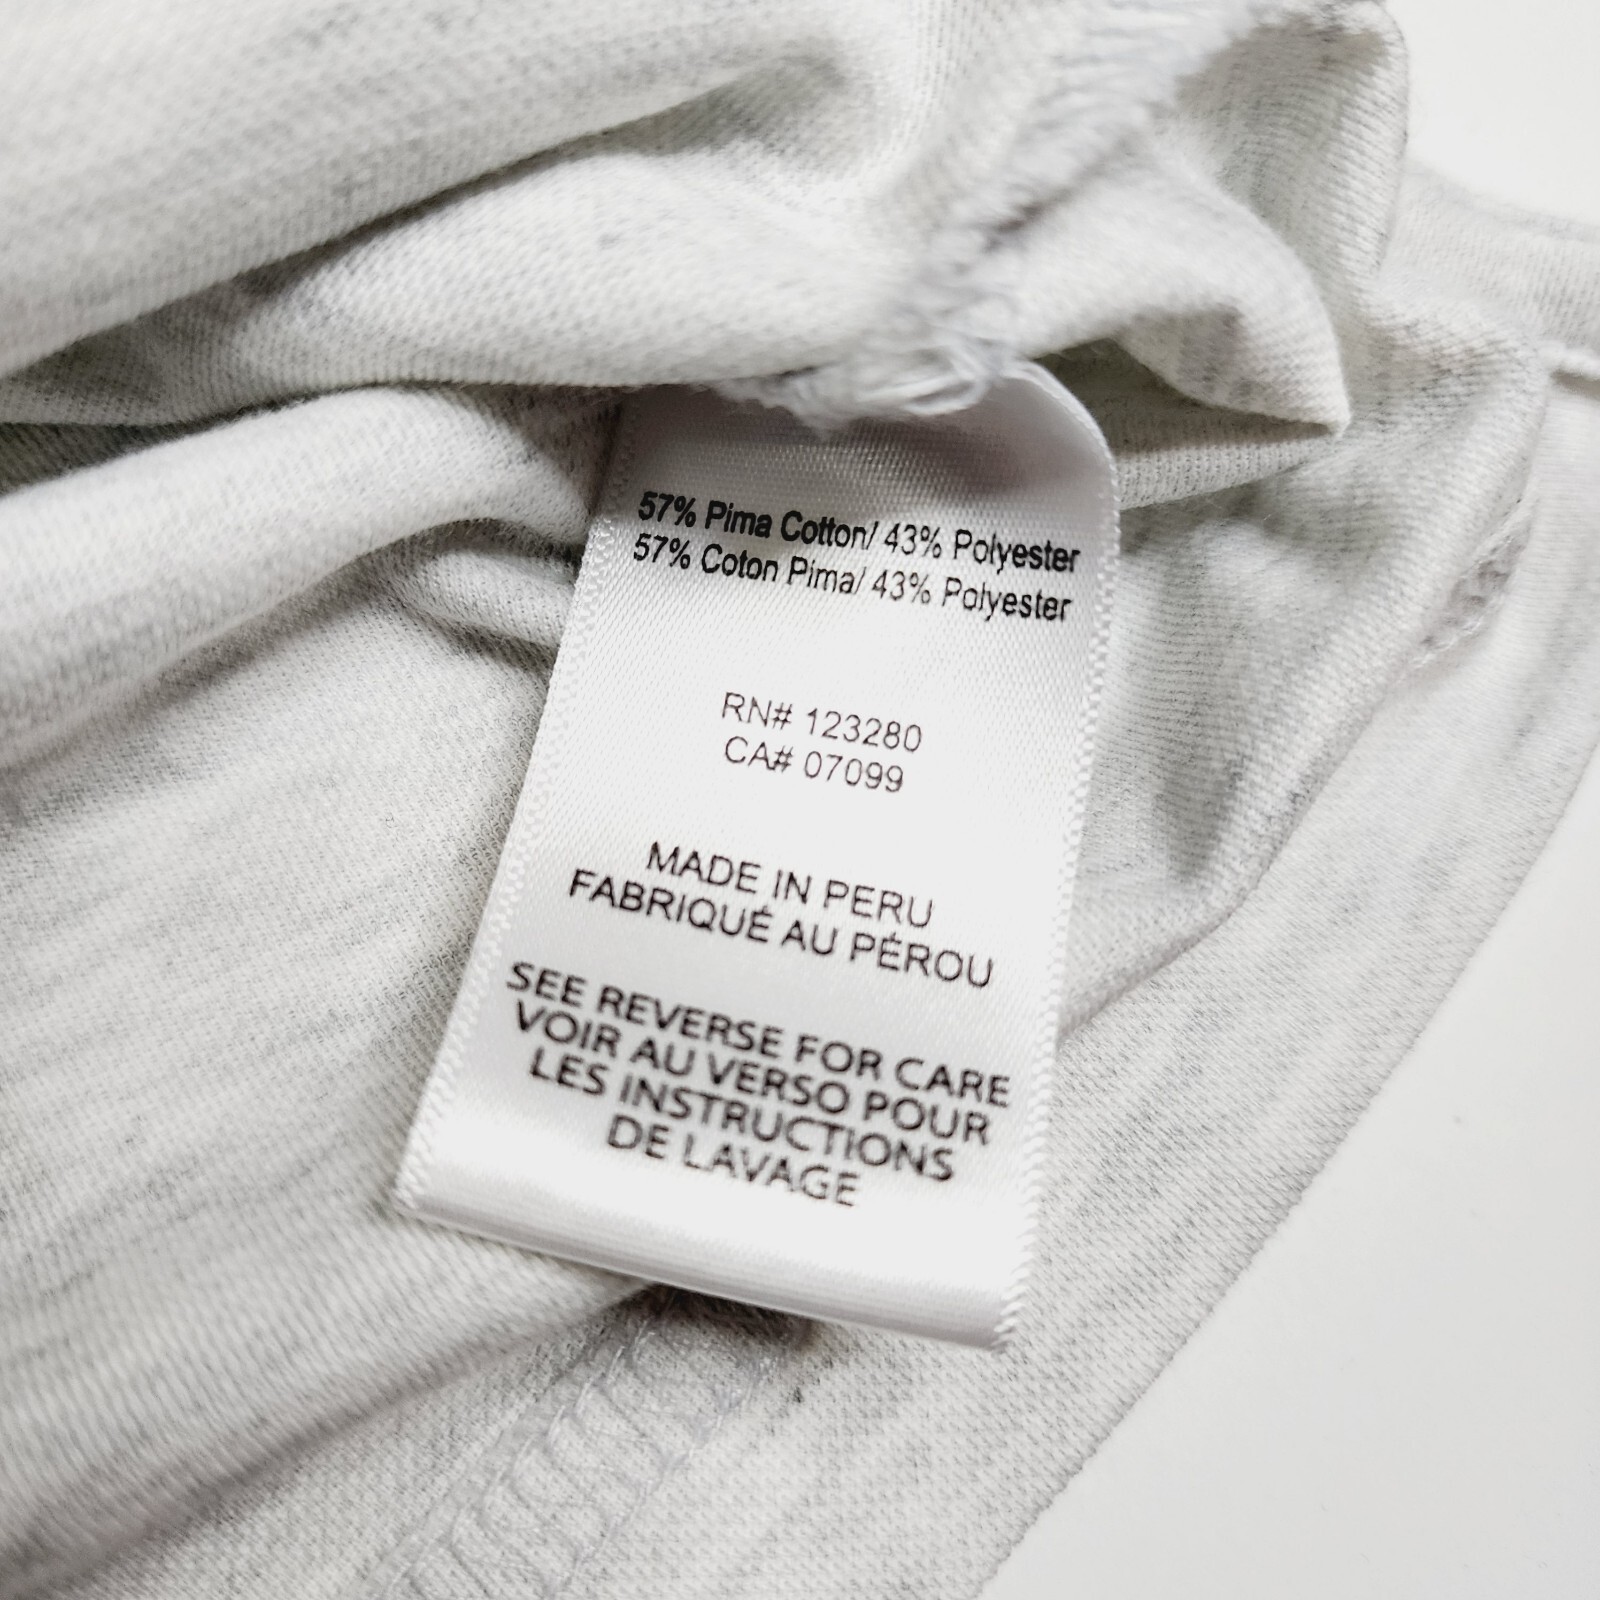 57% Pima Cotton/ 43% Polyester
57% Coton Pima/ 43% Polyester
RN# 123280
CA# 07099
MADE IN PERU
FABRIQUÉ AU PÉROU
SEE REVERSE FOR CARE
VOIR AU VERSO POUR
LES INSTRUCTIONS
DE LAVAGE